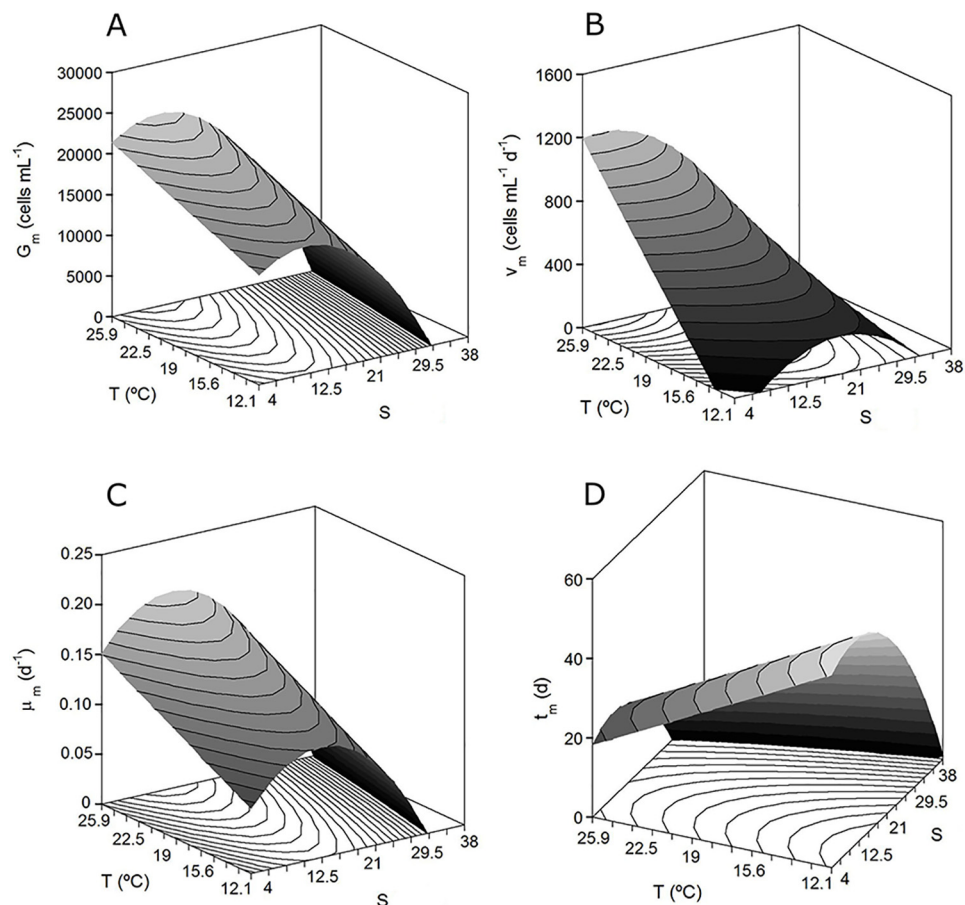 A
30000
25000
20000
15000
10000
5000
0
G_m (cells mL⁻¹)
25.9 22.5 19 15.6 12.1
T (ºC)
4 12.5 21 29.5 38
S
B
1600
1200
800
400
0
v_m (cells mL⁻¹ d⁻¹)
25.9 22.5 19 15.6 12.1
T (ºC)
4 12.5 21 29.5 38
S
C
0.25
0.20
0.15
0.10
0.05
0
μ_m (d⁻¹)
25.9 22.5 19 15.6 12.1
T (ºC)
4 12.5 21 29.5 38
S
D
60
40
20
0
t_m (d)
25.9 22.5 19 15.6 12.1
T (ºC)
4 12.5 21 29.5 38
S